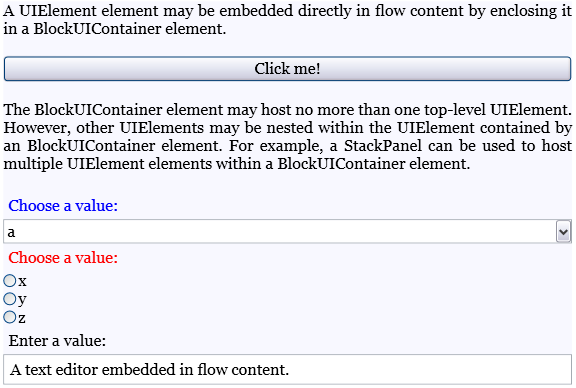 A UIElement element may be embedded directly in flow content by enclosing it
in a BlockUIContainer element.
Click me!
The BlockUIContainer element may host no more than one top-level UIElement.
However, other UIElements may be nested within the UIElement contained by
an BlockUIContainer element. For example, a StackPanel can be used to host
multiple UIElement elements within a BlockUIContainer element.
Choose a value:
a
Choose a value:
x
y
z
Enter a value:
A text editor embedded in flow content.